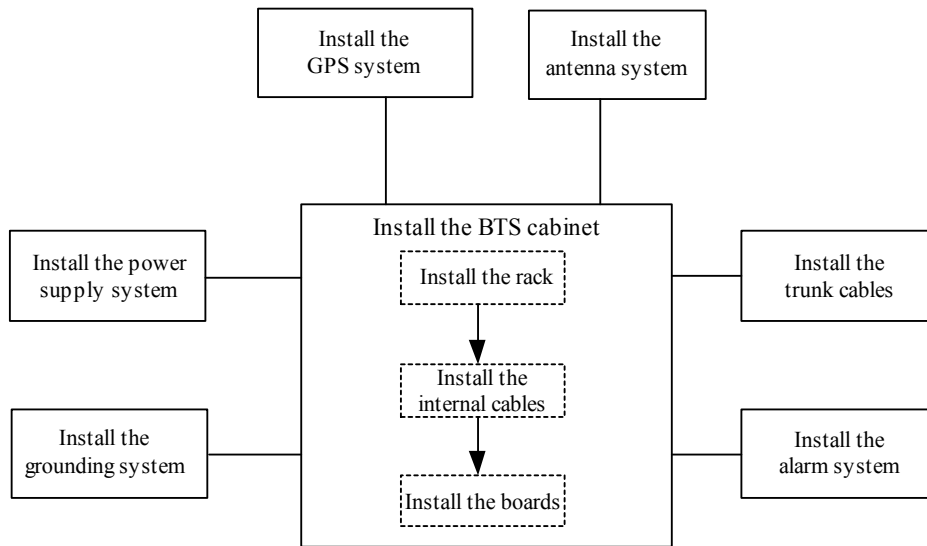 Install the
GPS system
Install the
antenna system
Install the BTS cabinet
Install the power
supply system
Install the rack
Install the
trunk cables
Install the
internal cables
Install the
grounding system
Install the
alarm system
Install the boards